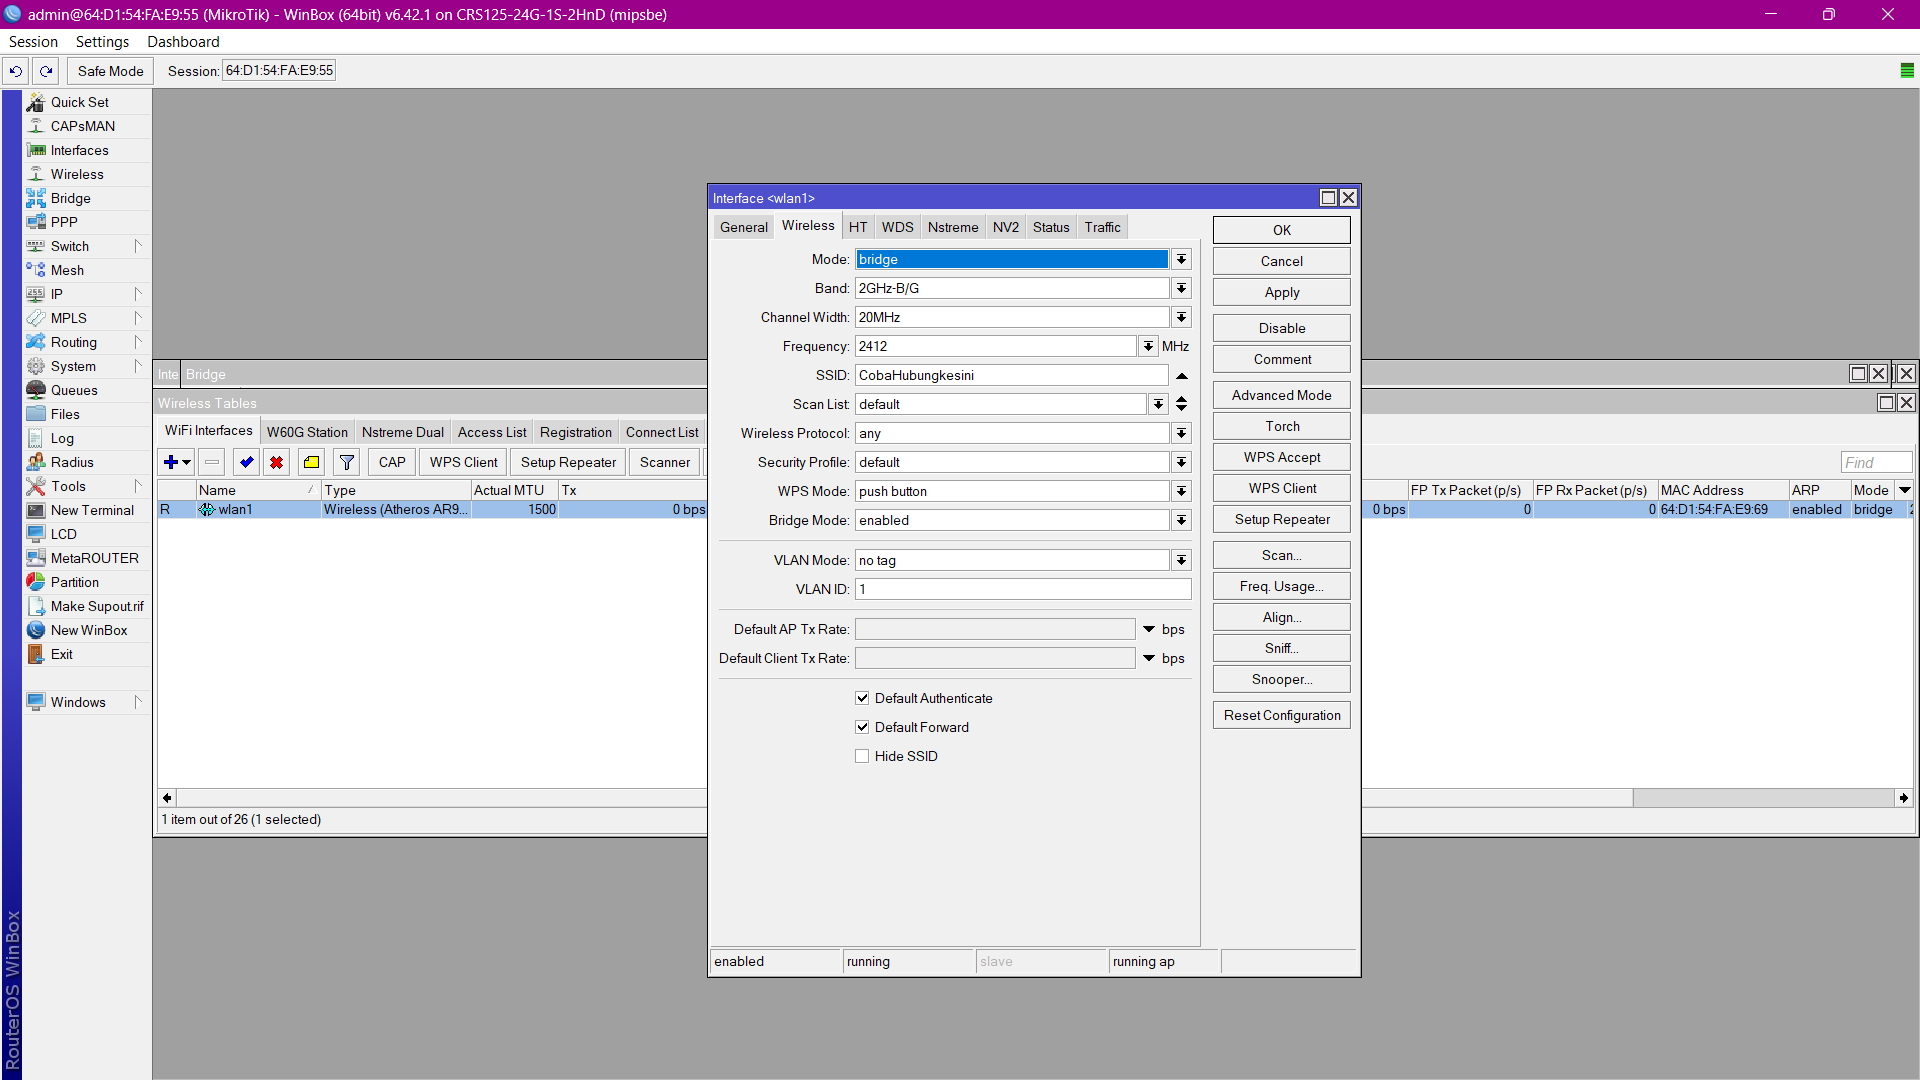 admin@64:D1:54:FA:E9:55 (MikroTik) - WinBox (64bit) v6.42.1 on CRS125-24G-1S-2HnD (mipsbe)
Session Settings Dashboard
Safe Mode Session: 64:D1:54:FA:E9:55
Quick Set
CAPsMAN
Interfaces
Wireless
Bridge
PPP
Switch
Mesh
IP
MPLS
Routing
System
Queues
Files
Log
Radius
Tools
New Terminal
LCD
MetaROUTER
Partition
Make Supout.rif
New WinBox
Exit
Windows
RouterOS WinBox
Inte Bridge
Wireless Tables
WiFi Interfaces W60G Station Nstreme Dual Access List Registration Connect List
CAP WPS Client Setup Repeater Scanner Find
Name Type Actual MTU Tx FP Tx Packet (p/s) FP Rx Packet (p/s) MAC Address ARP Mode
R wlan1 Wireless (Atheros AR9... 1500 0 bps 0 bps 0 0 64:D1:54:FA:E9:69 enabled bridge
1 item out of 26 (1 selected)
Interface <wlan1>
General Wireless HT WDS Nstreme NV2 Status Traffic
Mode: bridge
Band: 2GHz-B/G
Channel Width: 20MHz
Frequency: 2412 MHz
SSID: CobaHubungkesini
Scan List: default
Wireless Protocol: any
Security Profile: default
WPS Mode: push button
Bridge Mode: enabled
VLAN Mode: no tag
VLAN ID: 1
Default AP Tx Rate: bps
Default Client Tx Rate: bps
Default Authenticate
Default Forward
Hide SSID
OK
Cancel
Apply
Disable
Comment
Advanced Mode
Torch
WPS Accept
WPS Client
Setup Repeater
Scan...
Freq. Usage...
Align...
Sniff...
Snooper...
Reset Configuration
enabled running slave running ap